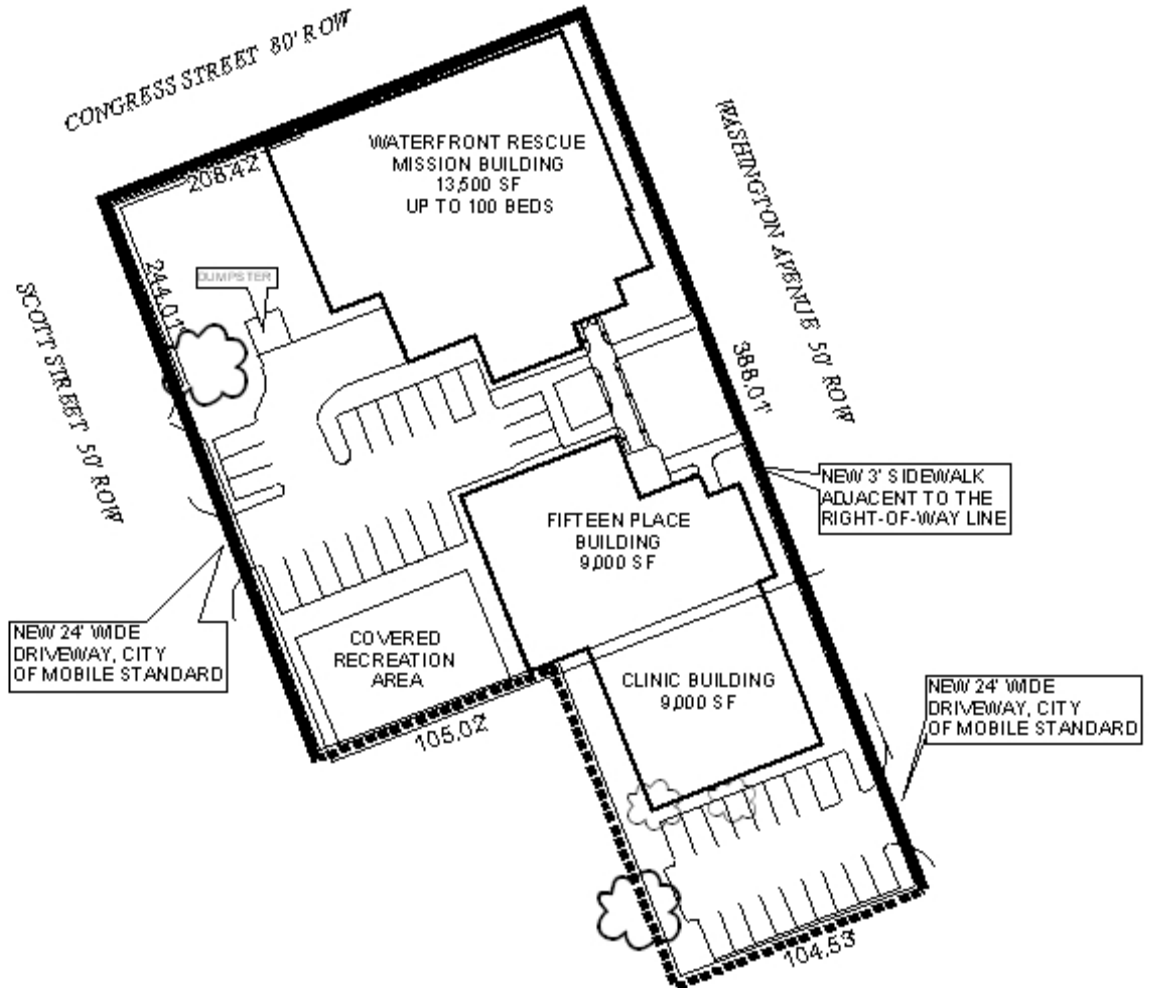 CONGRESS STREET 80' ROW
WATERFRONT RESCUE
MISSION BUILDING
13,500 SF
UP TO 100 BEDS
208.42
WASHINGTON AVENUE 50' ROW
DUMPSTER
244.01'
SCOTT STREET 50' ROW
388.01'
NEW 3' SIDEWALK
ADJACENT TO THE
RIGHT-OF-WAY LINE
FIFTEEN PLACE
BUILDING
9,000 SF
NEW 24' WIDE
DRIVEWAY, CITY
OF MOBILE STANDARD
COVERED
RECREATION
AREA
CLINIC BUILDING
9,000 SF
105.02
NEW 24' WIDE
DRIVEWAY, CITY
OF MOBILE STANDARD
104.53'